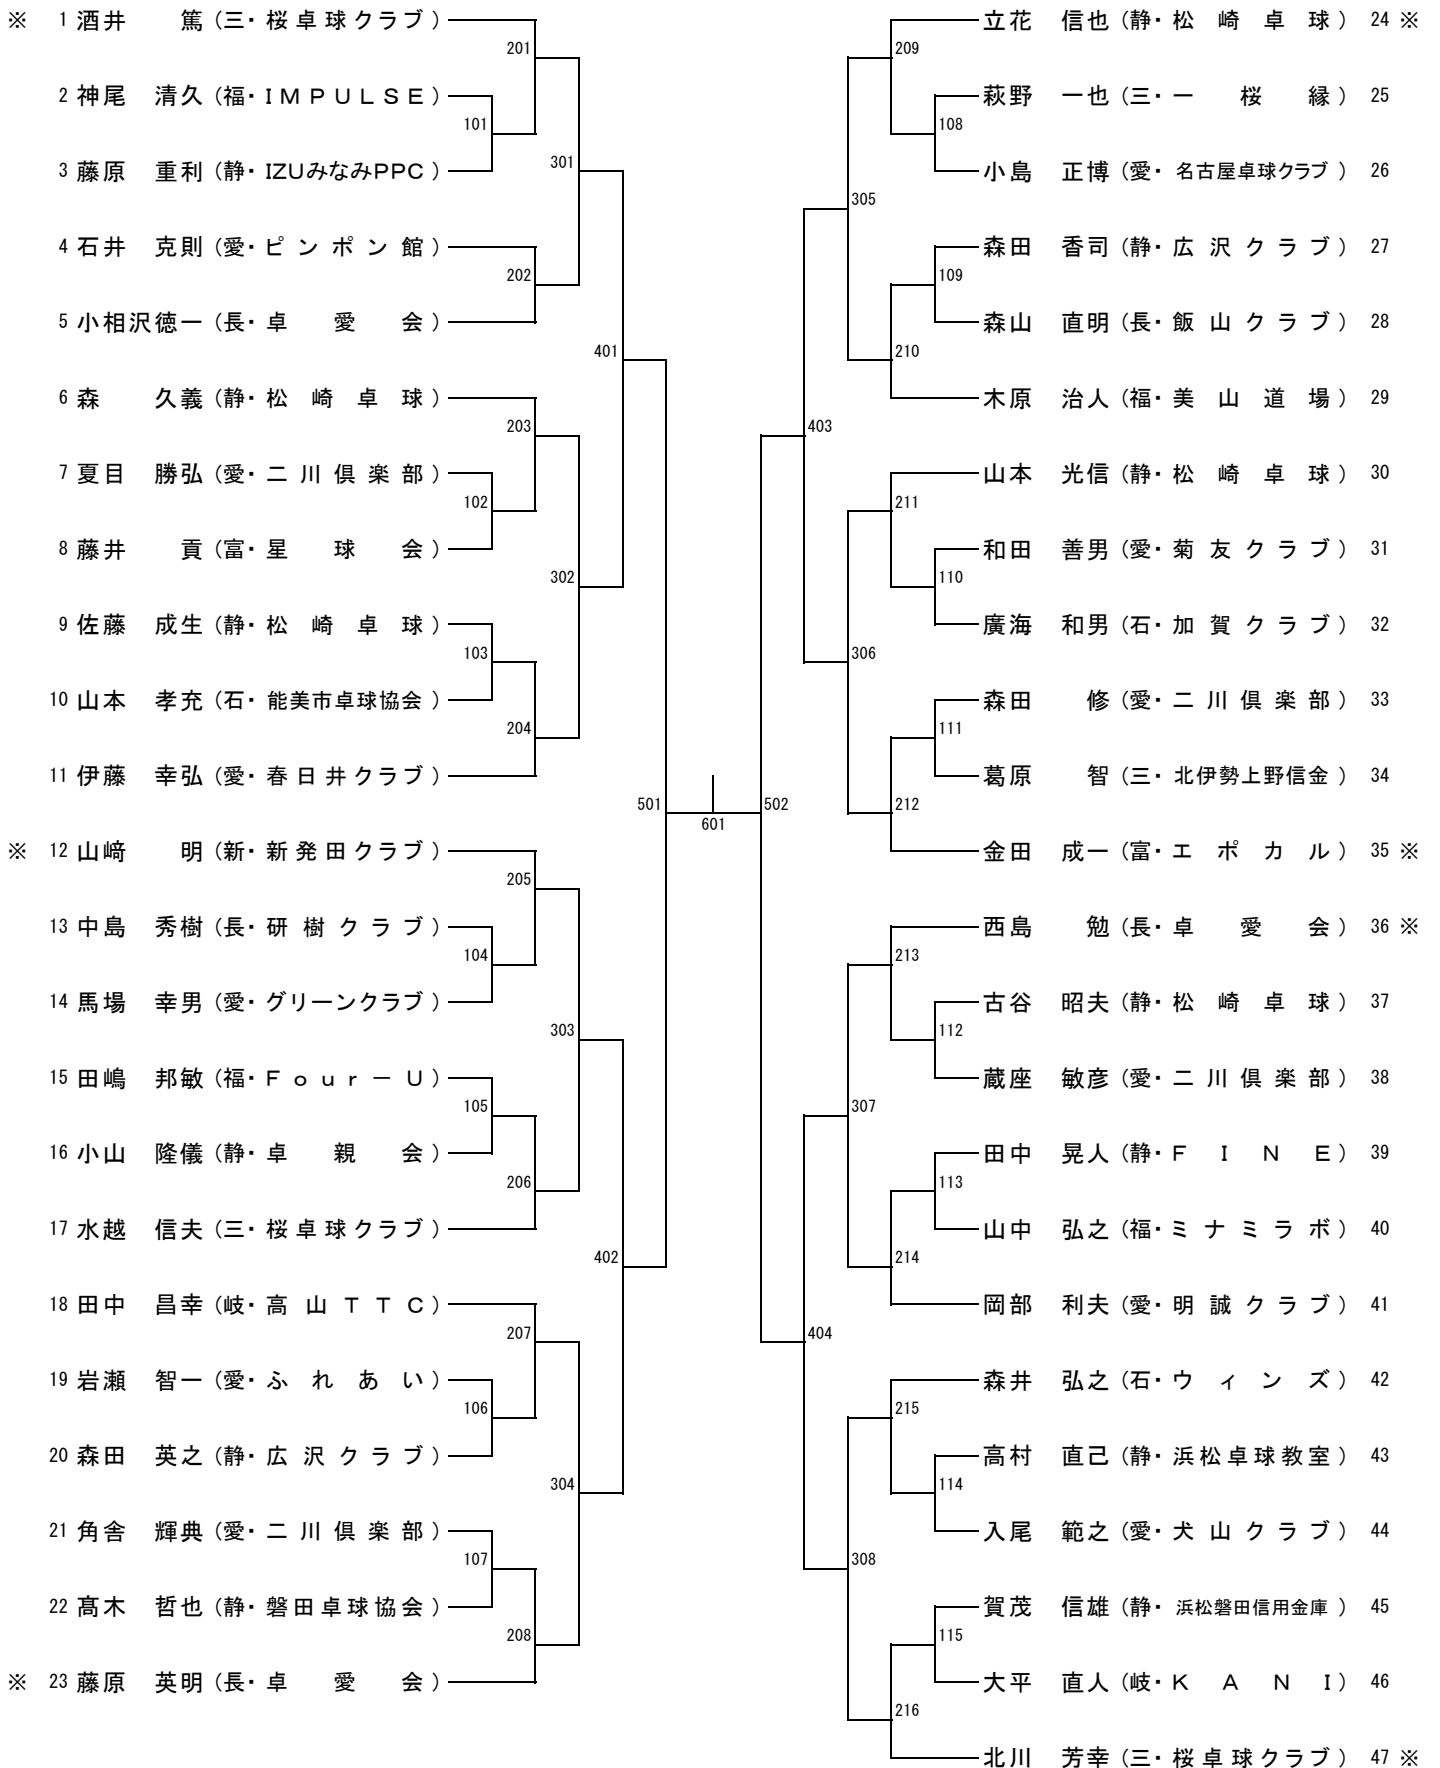 ※ 1 酒井　　篤 (三・桜卓球クラブ)
201
2 神尾　清久 (福・ＩＭＰＵＬＳＥ)
101
3 藤原　重利 (静・IZUみなみPPC)
301
4 石井　克則 (愛・ピンポン館)
202
5 小相沢徳一 (長・卓愛会)
401
6 森　　久義 (静・松崎卓球)
203
7 夏目　勝弘 (愛・二川倶楽部)
102
8 藤井　　貢 (富・星球会)
302
9 佐藤　成生 (静・松崎卓球)
103
10 山本　孝充 (石・能美市卓球協会)
204
11 伊藤　幸弘 (愛・春日井クラブ)
501
※ 12 山﨑　　明 (新・新発田クラブ)
205
13 中島　秀樹 (長・研樹クラブ)
104
14 馬場　幸男 (愛・グリーンクラブ)
303
15 田嶋　邦敏 (福・Ｆｏｕｒ－Ｕ)
105
16 小山　隆儀 (静・卓親会)
206
17 水越　信夫 (三・桜卓球クラブ)
402
18 田中　昌幸 (岐・高山ＴＴＣ)
207
19 岩瀬　智一 (愛・ふれあい)
106
20 森田　英之 (静・広沢クラブ)
304
21 角舎　輝典 (愛・二川倶楽部)
107
22 髙木　哲也 (静・磐田卓球協会)
208
※ 23 藤原　英明 (長・卓愛会)
601
立花　信也 (静・松崎卓球) 24 ※
209
萩野　一也 (三・一桜縁) 25
108
小島　正博 (愛・名古屋卓球クラブ) 26
305
森田　香司 (静・広沢クラブ) 27
109
森山　直明 (長・飯山クラブ) 28
210
木原　治人 (福・美山道場) 29
403
山本　光信 (静・松崎卓球) 30
211
和田　善男 (愛・菊友クラブ) 31
110
廣海　和男 (石・加賀クラブ) 32
306
森田　　修 (愛・二川倶楽部) 33
111
葛原　　智 (三・北伊勢上野信金) 34
502
212
金田　成一 (富・エポカル) 35 ※
西島　　勉 (長・卓愛会) 36 ※
213
古谷　昭夫 (静・松崎卓球) 37
112
蔵座　敏彦 (愛・二川倶楽部) 38
307
田中　晃人 (静・ＦＩＮＥ) 39
113
山中　弘之 (福・ミナミラボ) 40
214
岡部　利夫 (愛・明誠クラブ) 41
404
森井　弘之 (石・ウィンズ) 42
215
高村　直己 (静・浜松卓球教室) 43
114
入尾　範之 (愛・犬山クラブ) 44
308
賀茂　信雄 (静・浜松磐田信用金庫) 45
115
大平　直人 (岐・ＫＡＮＩ) 46
216
北川　芳幸 (三・桜卓球クラブ) 47 ※